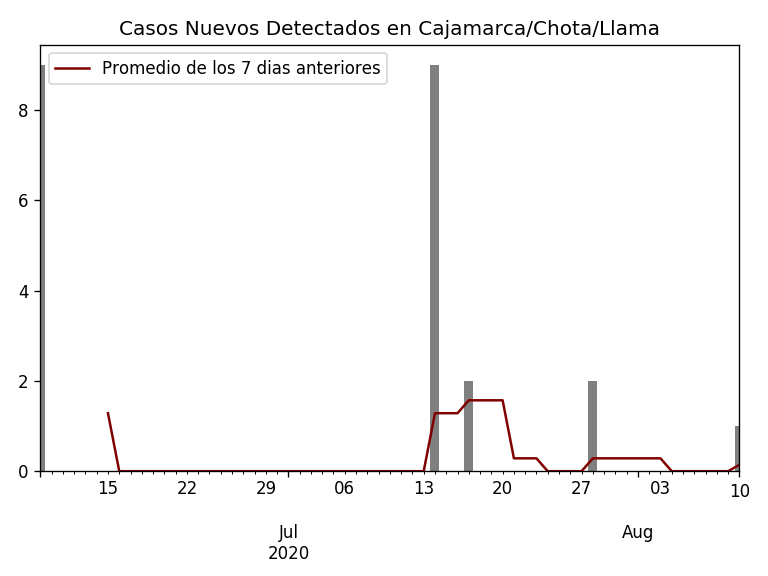 Casos Nuevos Detectados en Cajamarca/Chota/Llama
Promedio de los 7 dias anteriores
8
6
4
2
0
15 22 29 06 13 20 27 03 10
Jul Aug
2020